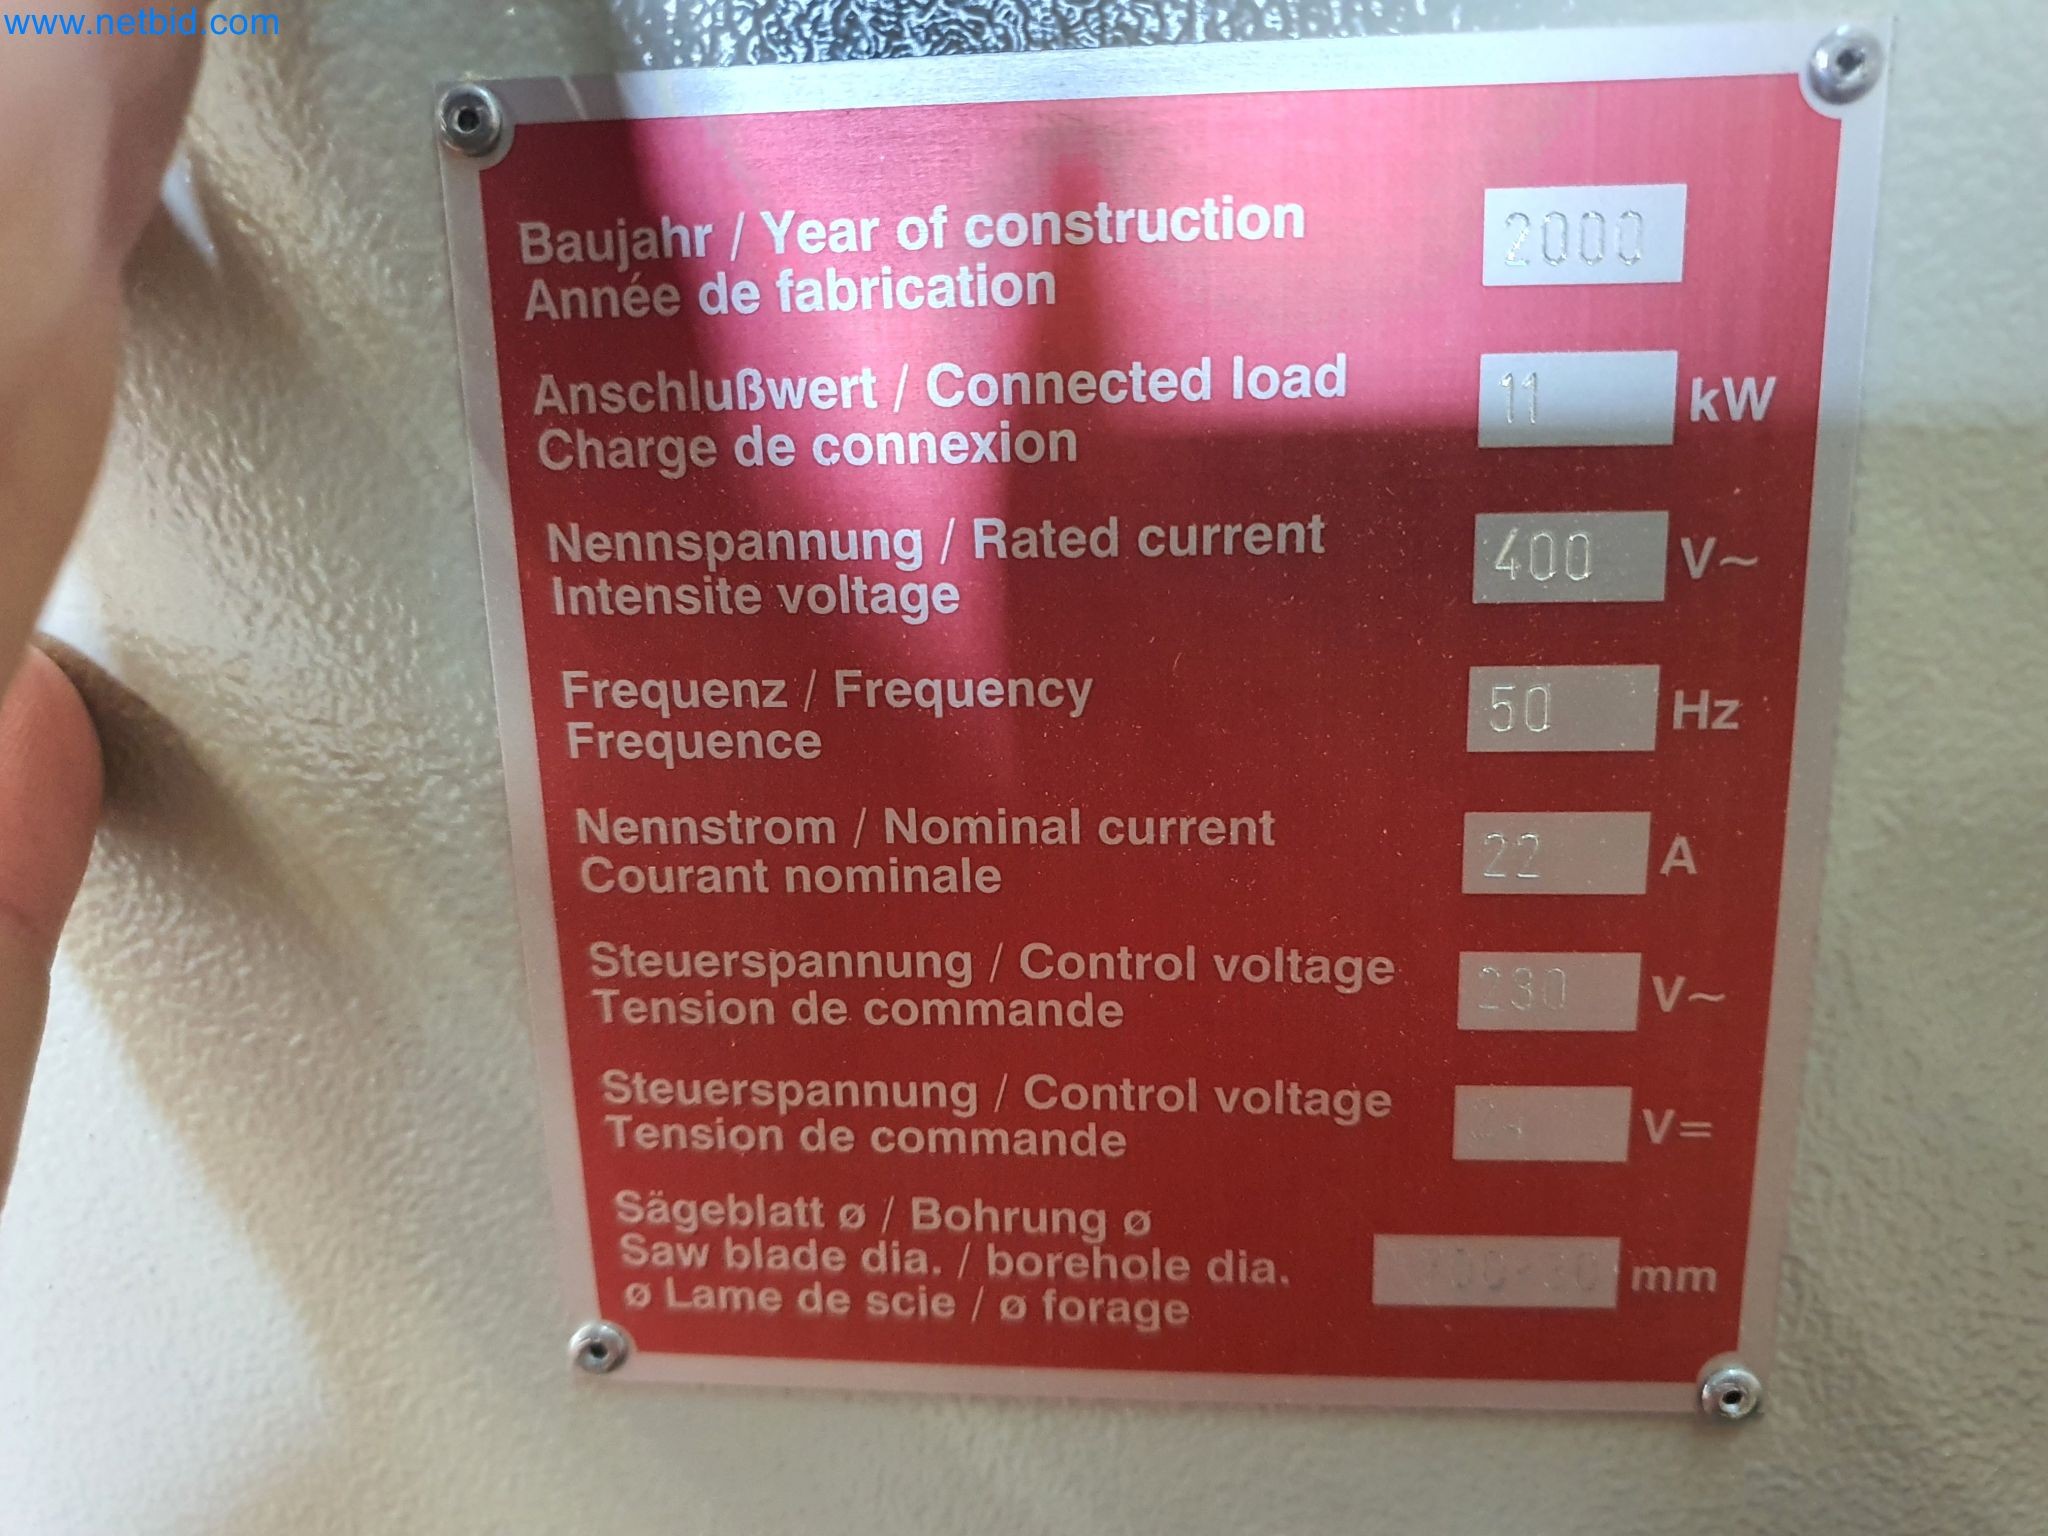 www.netbid.com
Baujahr / Year of construction 2000
Année de fabrication
Anschlußwert / Connected load 11 kW
Charge de connexion
Nennspannung / Rated current 400 V~
Intensite voltage
Frequenz / Frequency 50 Hz
Frequence
Nennstrom / Nominal current 22 A
Courant nominale
Steuerspannung / Control voltage 230 V~
Tension de commande
Steuerspannung / Control voltage V=
Tension de commande
Sägeblatt ø / Bohrung ø
Saw blade dia. / borehole dia. mm
ø Lame de scie / ø forage